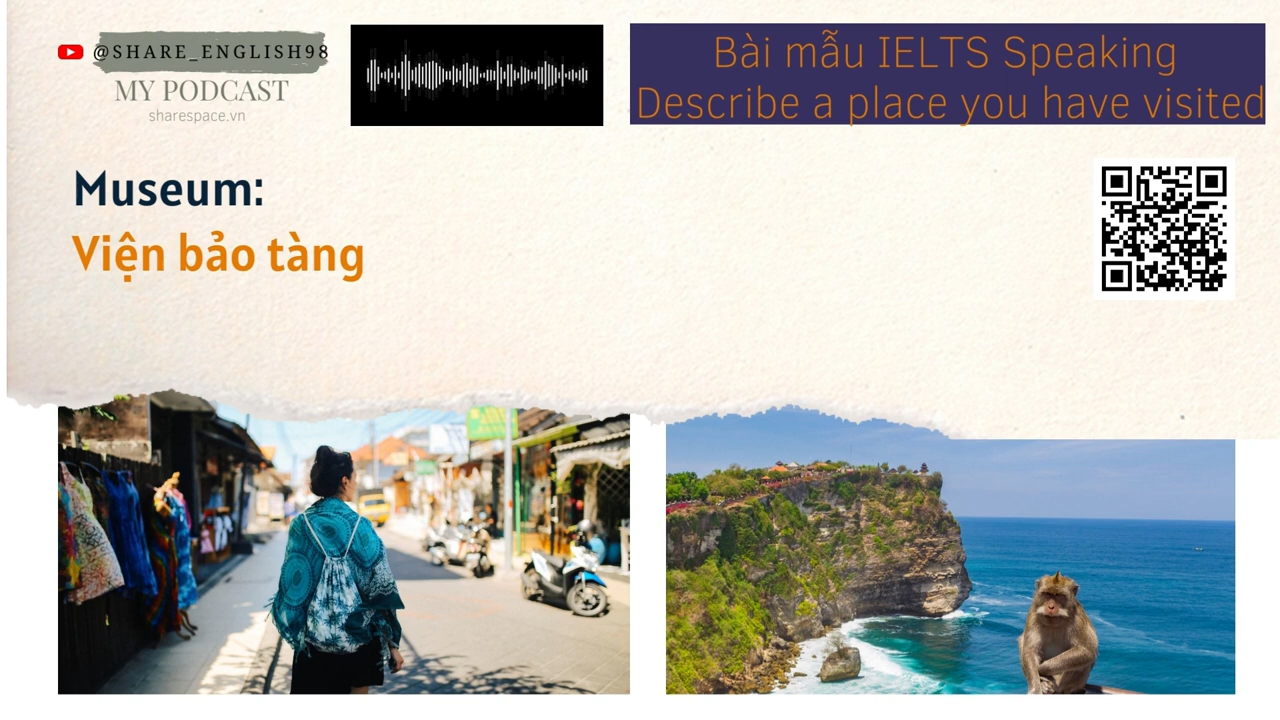 @SHARE_ENGLISH98
MY PODCAST
sharespace.vn
Bài mẫu IELTS Speaking
Describe a place you have visited
Museum:
Viện bảo tàng